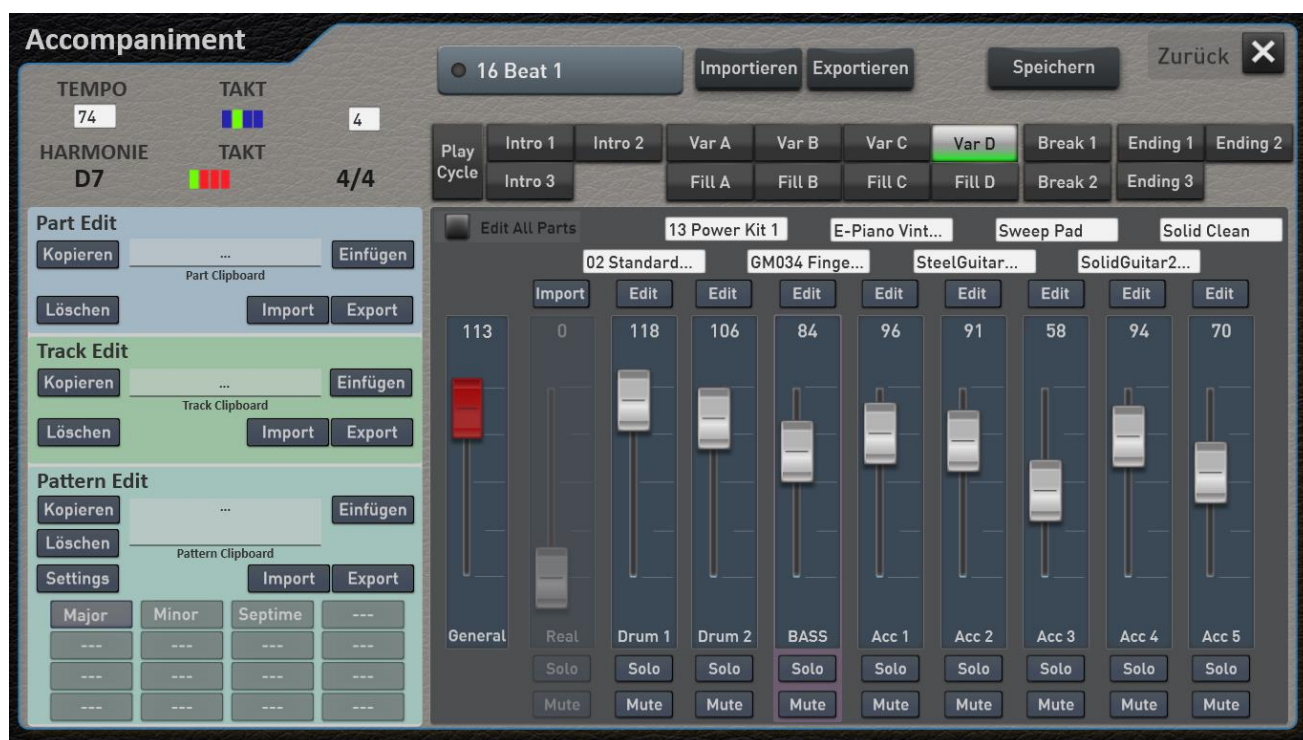 Accompaniment
16 Beat 1
Importieren Exportieren
Speichern
Zurück
TEMPO TAKT
74 4
HARMONIE TAKT
D7 4/4
Play Cycle
Intro 1 Intro 2 Var A Var B Var C Var D Break 1 Ending 1 Ending 2
Intro 3 Fill A Fill B Fill C Fill D Break 2 Ending 3
Part Edit
Kopieren ... Einfügen
Part Clipboard
Löschen Import Export
Track Edit
Kopieren ... Einfügen
Track Clipboard
Löschen Import Export
Pattern Edit
Kopieren ... Einfügen
Löschen
Pattern Clipboard
Settings Import Export
Major Minor Septime ---
--- --- --- ---
--- --- --- ---
--- --- --- ---
Edit All Parts 13 Power Kit 1 E-Piano Vint... Sweep Pad Solid Clean
02 Standard... GM034 Finge... SteelGuitar... SolidGuitar2...
Import Edit Edit Edit Edit Edit Edit Edit Edit
113 0 118 106 84 96 91 58 94 70
General Real Drum 1 Drum 2 BASS Acc 1 Acc 2 Acc 3 Acc 4 Acc 5
Solo Solo Solo Solo Solo Solo Solo Solo Solo
Mute Mute Mute Mute Mute Mute Mute Mute Mute